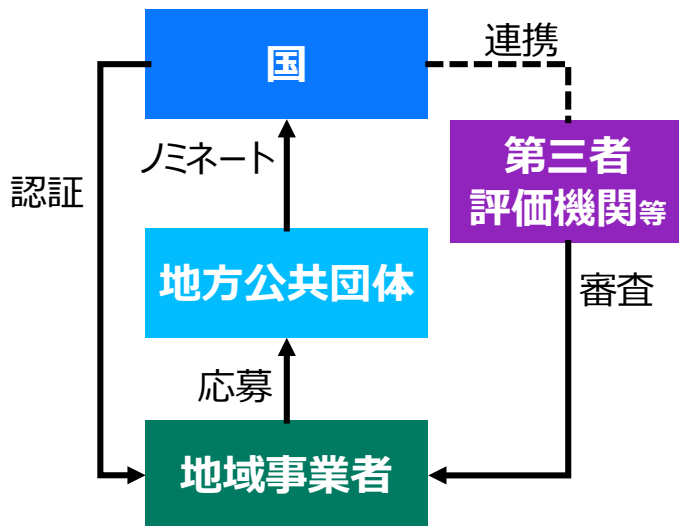 国
連携
ノミネート
第三者
評価機関等
認証
地方公共団体
審査
応募
地域事業者